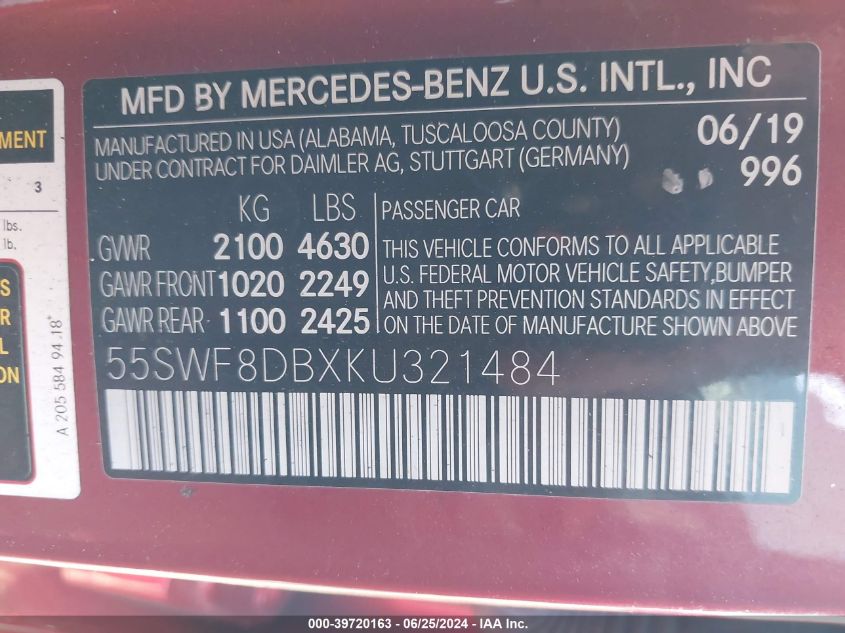 MFD BY MERCEDES-BENZ U.S. INTL., INC
MANUFACTURED IN USA (ALABAMA, TUSCALOOSA COUNTY) 06/19
UNDER CONTRACT FOR DAIMLER AG, STUTTGART (GERMANY) 996
KG LBS PASSENGER CAR
GVWR 2100 4630 THIS VEHICLE CONFORMS TO ALL APPLICABLE
GAWR FRONT 1020 2249 U.S. FEDERAL MOTOR VEHICLE SAFETY, BUMPER
AND THEFT PREVENTION STANDARDS IN EFFECT
GAWR REAR 1100 2425 ON THE DATE OF MANUFACTURE SHOWN ABOVE
55SWF8DBXKU321484
MENT
3
lbs.
lb.
S
R
L
ON
A 205 584 94 18*
000-39720163 - 06/25/2024 - IAA Inc.